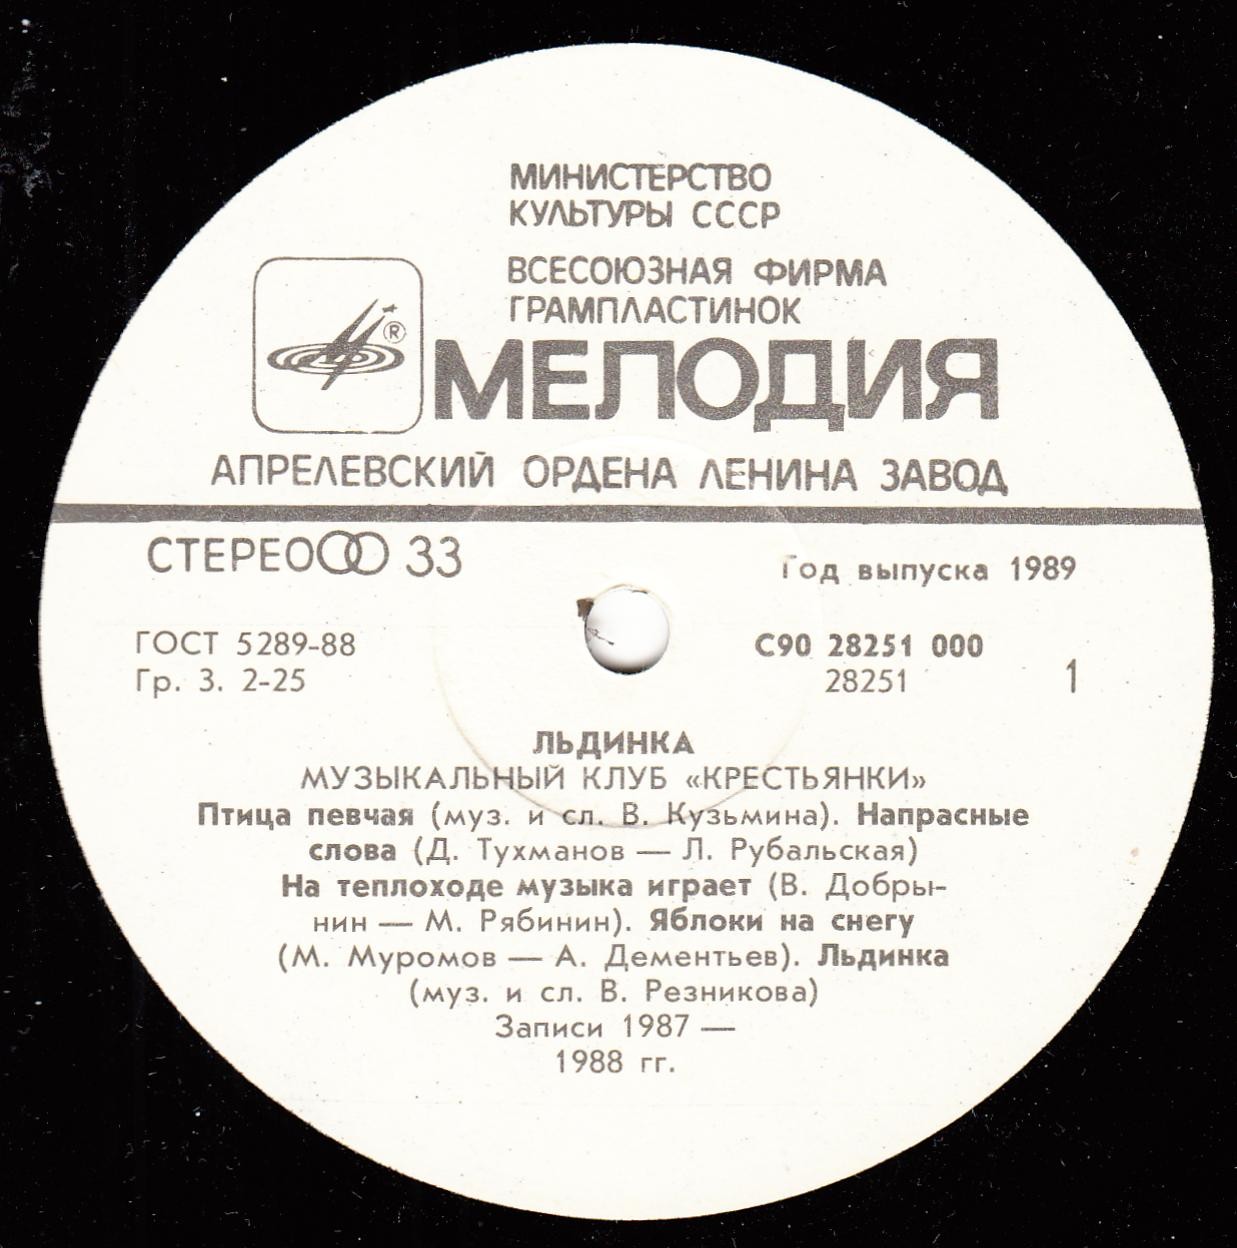 МИНИСТЕРСТВО
КУЛЬТУРЫ СССР
ВСЕСОЮЗНАЯ ФИРМА
ГРАМПЛАСТИНОК
®
МЕЛОДИЯ
АПРЕЛЕВСКИЙ ОРДЕНА ЛЕНИНА ЗАВОД
СТЕРЕО 33
Год выпуска 1989
ГОСТ 5289-88
Гр. 3. 2-25
С90 28251 000
28251 1
ЛЬДИНКА
МУЗЫКАЛЬНЫЙ КЛУБ «КРЕСТЬЯНКИ»
Птица певчая (муз. и сл. В. Кузьмина). Напрасные
слова (Д. Тухманов — Л. Рубальская)
На теплоходе музыка играет (В. Добры-
нин — М. Рябинин). Яблоки на снегу
(М. Муромов — А. Дементьев). Льдинка
(муз. и сл. В. Резникова)
Записи 1987 —
1988 гг.